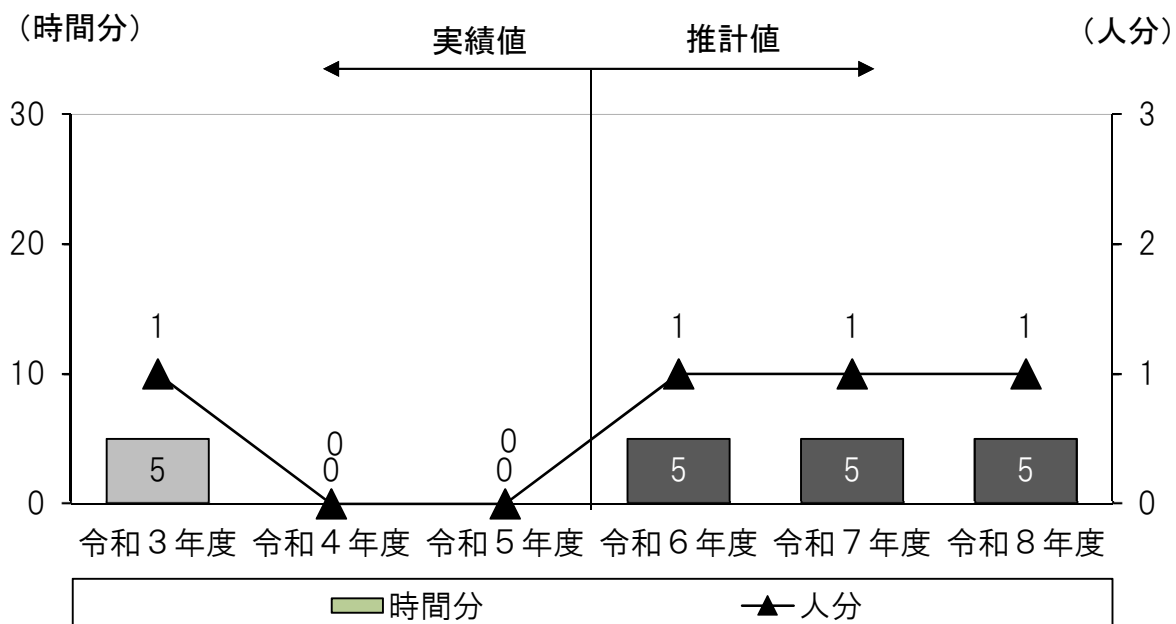 （時間分）
実績値 推計値
（人分）
30 3
20 2
1 1 1 1
10 1
0 0
5 0 0 5 5 5
0 0
令和３年度 令和４年度 令和５年度 令和６年度 令和７年度 令和８年度
時間分 人分